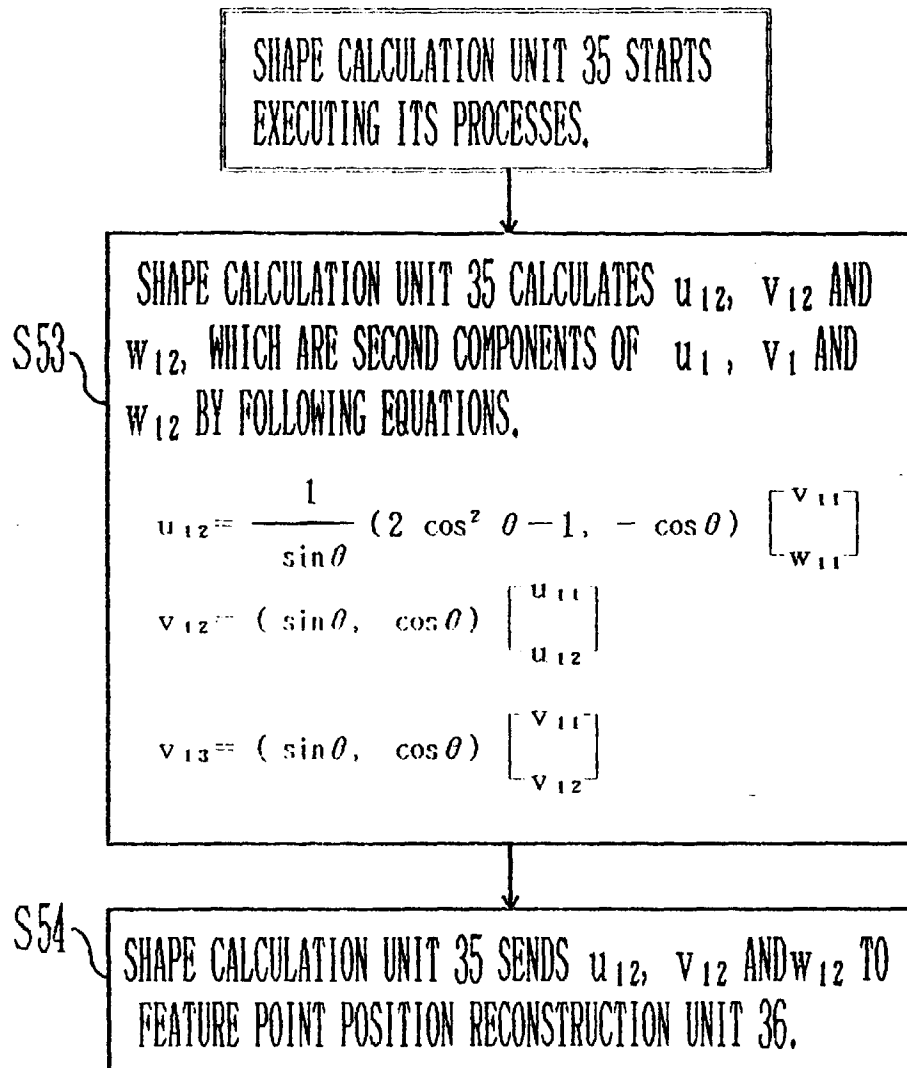 SHAPE CALCULATION UNIT 35 STARTS
EXECUTING ITS PROCESSES.
S53
SHAPE CALCULATION UNIT 35 CALCULATES u₁₂, v₁₂ AND
w₁₂, WHICH ARE SECOND COMPONENTS OF u₁, v₁ AND
w₁₂ BY FOLLOWING EQUATIONS.
u₁₂ = 1/sinθ (2 cos² θ−1, − cosθ) [v₁₁ w₁₁]
v₁₂ = ( sinθ, cosθ) [u₁₁ u₁₂]
v₁₃ = ( sinθ, cosθ) [v₁₁ v₁₂]
S54
SHAPE CALCULATION UNIT 35 SENDS u₁₂, v₁₂ ANDw₁₂ TO
FEATURE POINT POSITION RECONSTRUCTION UNIT 36.